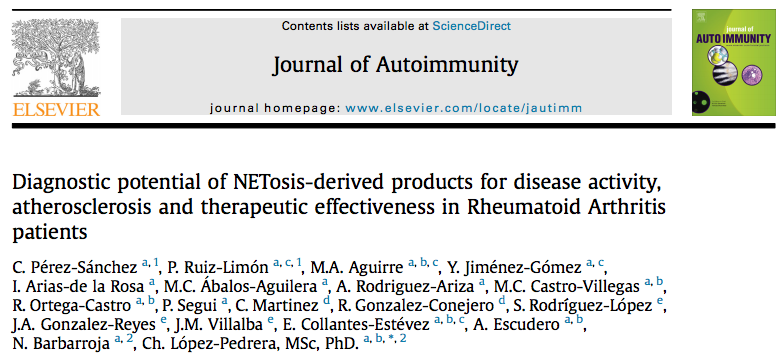 Contents lists available at ScienceDirect
Journal of Autoimmunity
journal homepage: www.elsevier.com/locate/jautimm
ELSEVIER
journal of
AUTOIMMUNITY
Diagnostic potential of NETosis-derived products for disease activity,
atherosclerosis and therapeutic effectiveness in Rheumatoid Arthritis
patients
C. Pérez-Sánchez a, 1, P. Ruiz-Limón a, c, 1, M.A. Aguirre a, b, c, Y. Jiménez-Gómez a, c,
I. Arias-de la Rosa a, M.C. Ábalos-Aguilera a, A. Rodriguez-Ariza a, M.C. Castro-Villegas a, b,
R. Ortega-Castro a, b, P. Segui a, C. Martinez d, R. Gonzalez-Conejero d, S. Rodríguez-López e,
J.A. Gonzalez-Reyes e, J.M. Villalba e, E. Collantes-Estévez a, b, c, A. Escudero a, b,
N. Barbarroja a, 2, Ch. López-Pedrera, MSc, PhD. a, b, *, 2